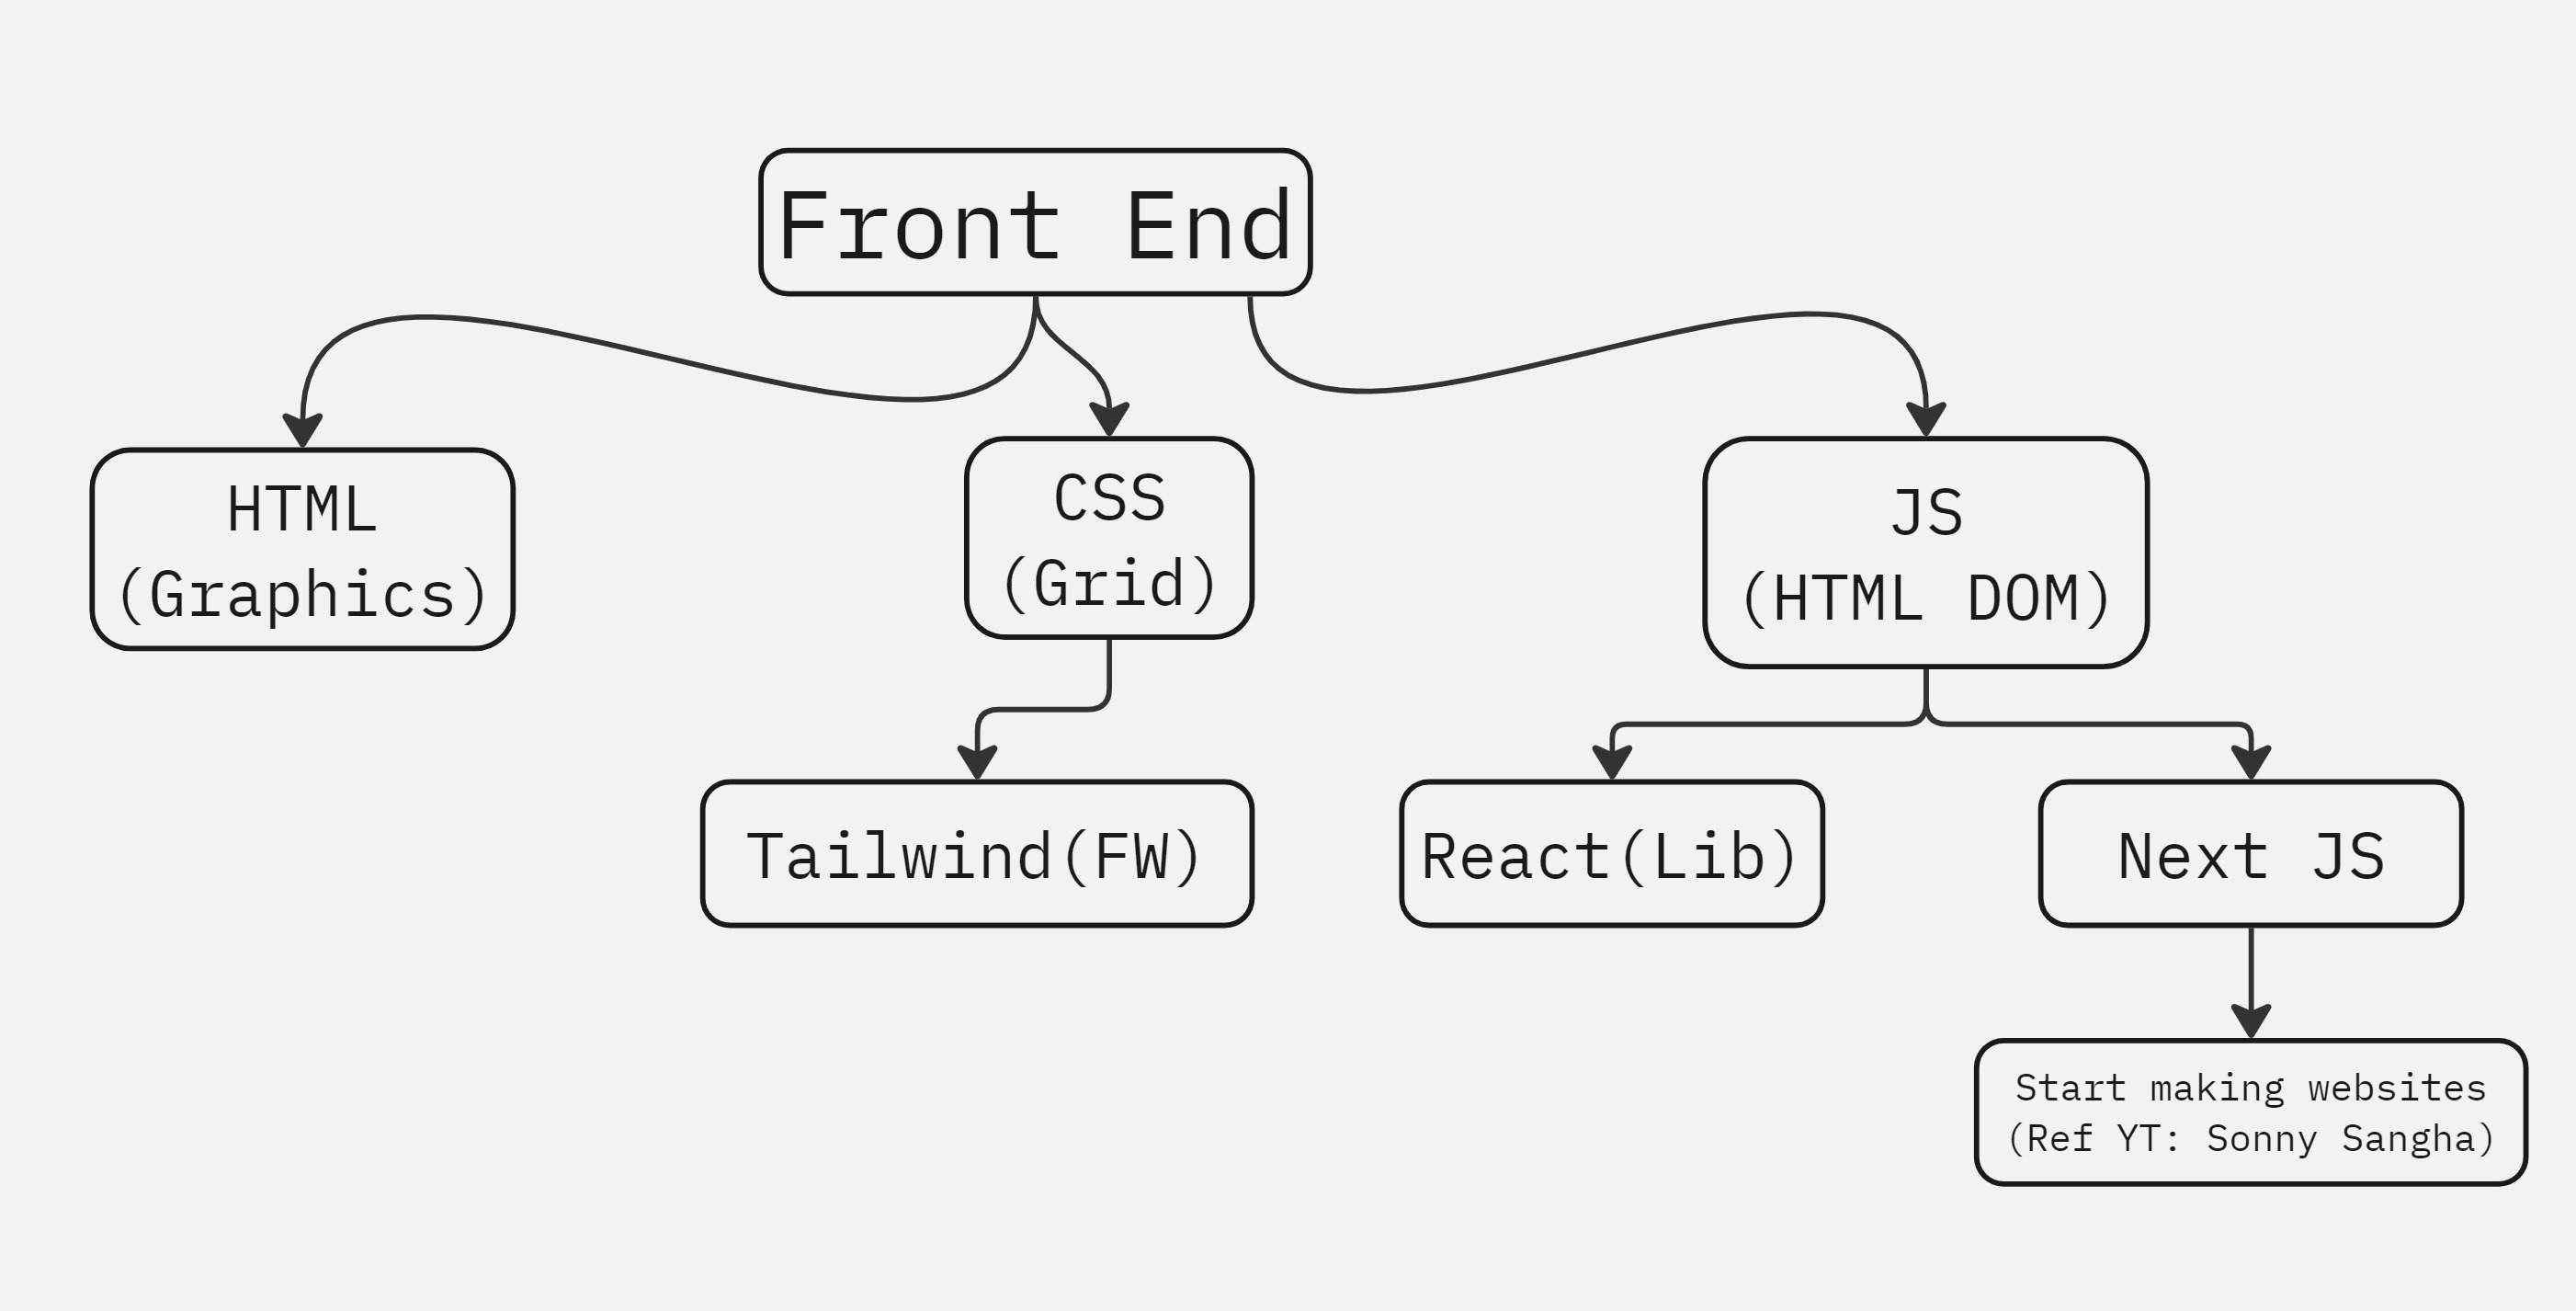 Front End
HTML
(Graphics)
CSS
(Grid)
JS
(HTML DOM)
Tailwind(FW)
React(Lib)
Next JS
Start making websites
(Ref YT: Sonny Sangha)